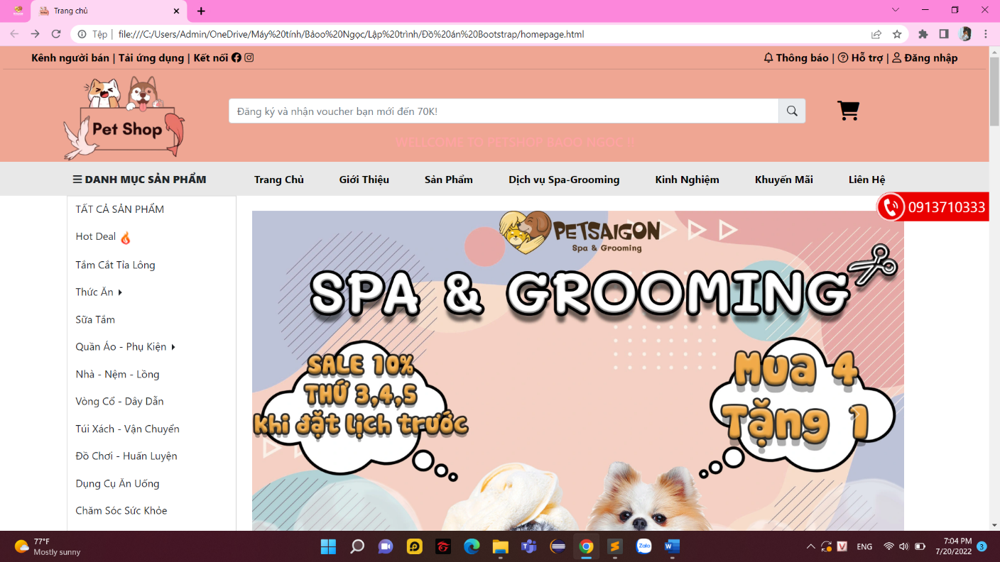 Trang chủ
Tệp | file:///C:/Users/Admin/OneDrive/Máy%20tính/Bảoo%20Ngọc/Lập%20trình/Đồ%20án%20Bootstrap/homepage.html
Kênh người bán | Tải ứng dụng | Kết nối
Thông báo | Hỗ trợ | Đăng nhập
Pet Shop
Đăng ký và nhận voucher bạn mới đến 70K!
WELLCOME TO PETSHOP BAOO NGOC !!
DANH MỤC SẢN PHẨM
Trang Chủ Giới Thiệu Sản Phẩm Dịch vụ Spa-Grooming Kinh Nghiệm Khuyến Mãi Liên Hệ
0913710333
TẤT CẢ SẢN PHẨM
Hot Deal
Tắm Cắt Tỉa Lông
Thức Ăn
Sữa Tắm
Quần Áo - Phụ Kiện
Nhà - Nệm - Lồng
Vòng Cổ - Dây Dẫn
Túi Xách - Vận Chuyển
Đồ Chơi - Huấn Luyện
Dụng Cụ Ăn Uống
Chăm Sóc Sức Khỏe
PETSAIGON
Spa & Grooming
SPA & GROOMING
SALE 10%
THỨ 3,4,5
khi đặt lịch trước
Mua 4
Tặng 1
77°F
Mostly sunny
Zalo
ENG
7:04 PM
7/20/2022
3